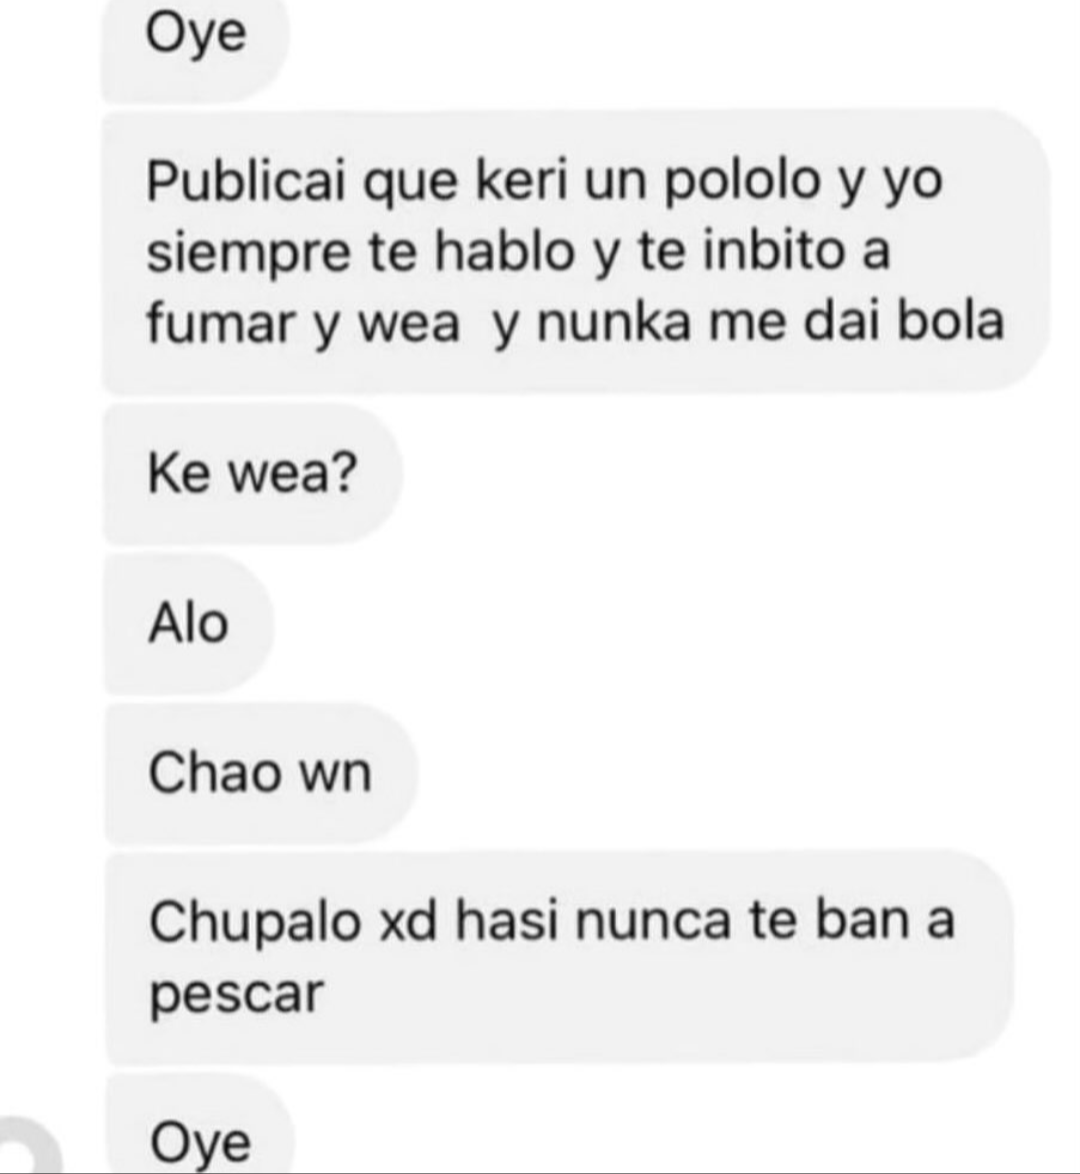 Oye
Publicai que keri un pololo y yo
siempre te hablo y te inbito a
fumar y wea  y nunka me dai bola
Ke wea?
Alo
Chao wn
Chupalo xd hasi nunca te ban a
pescar
Oye